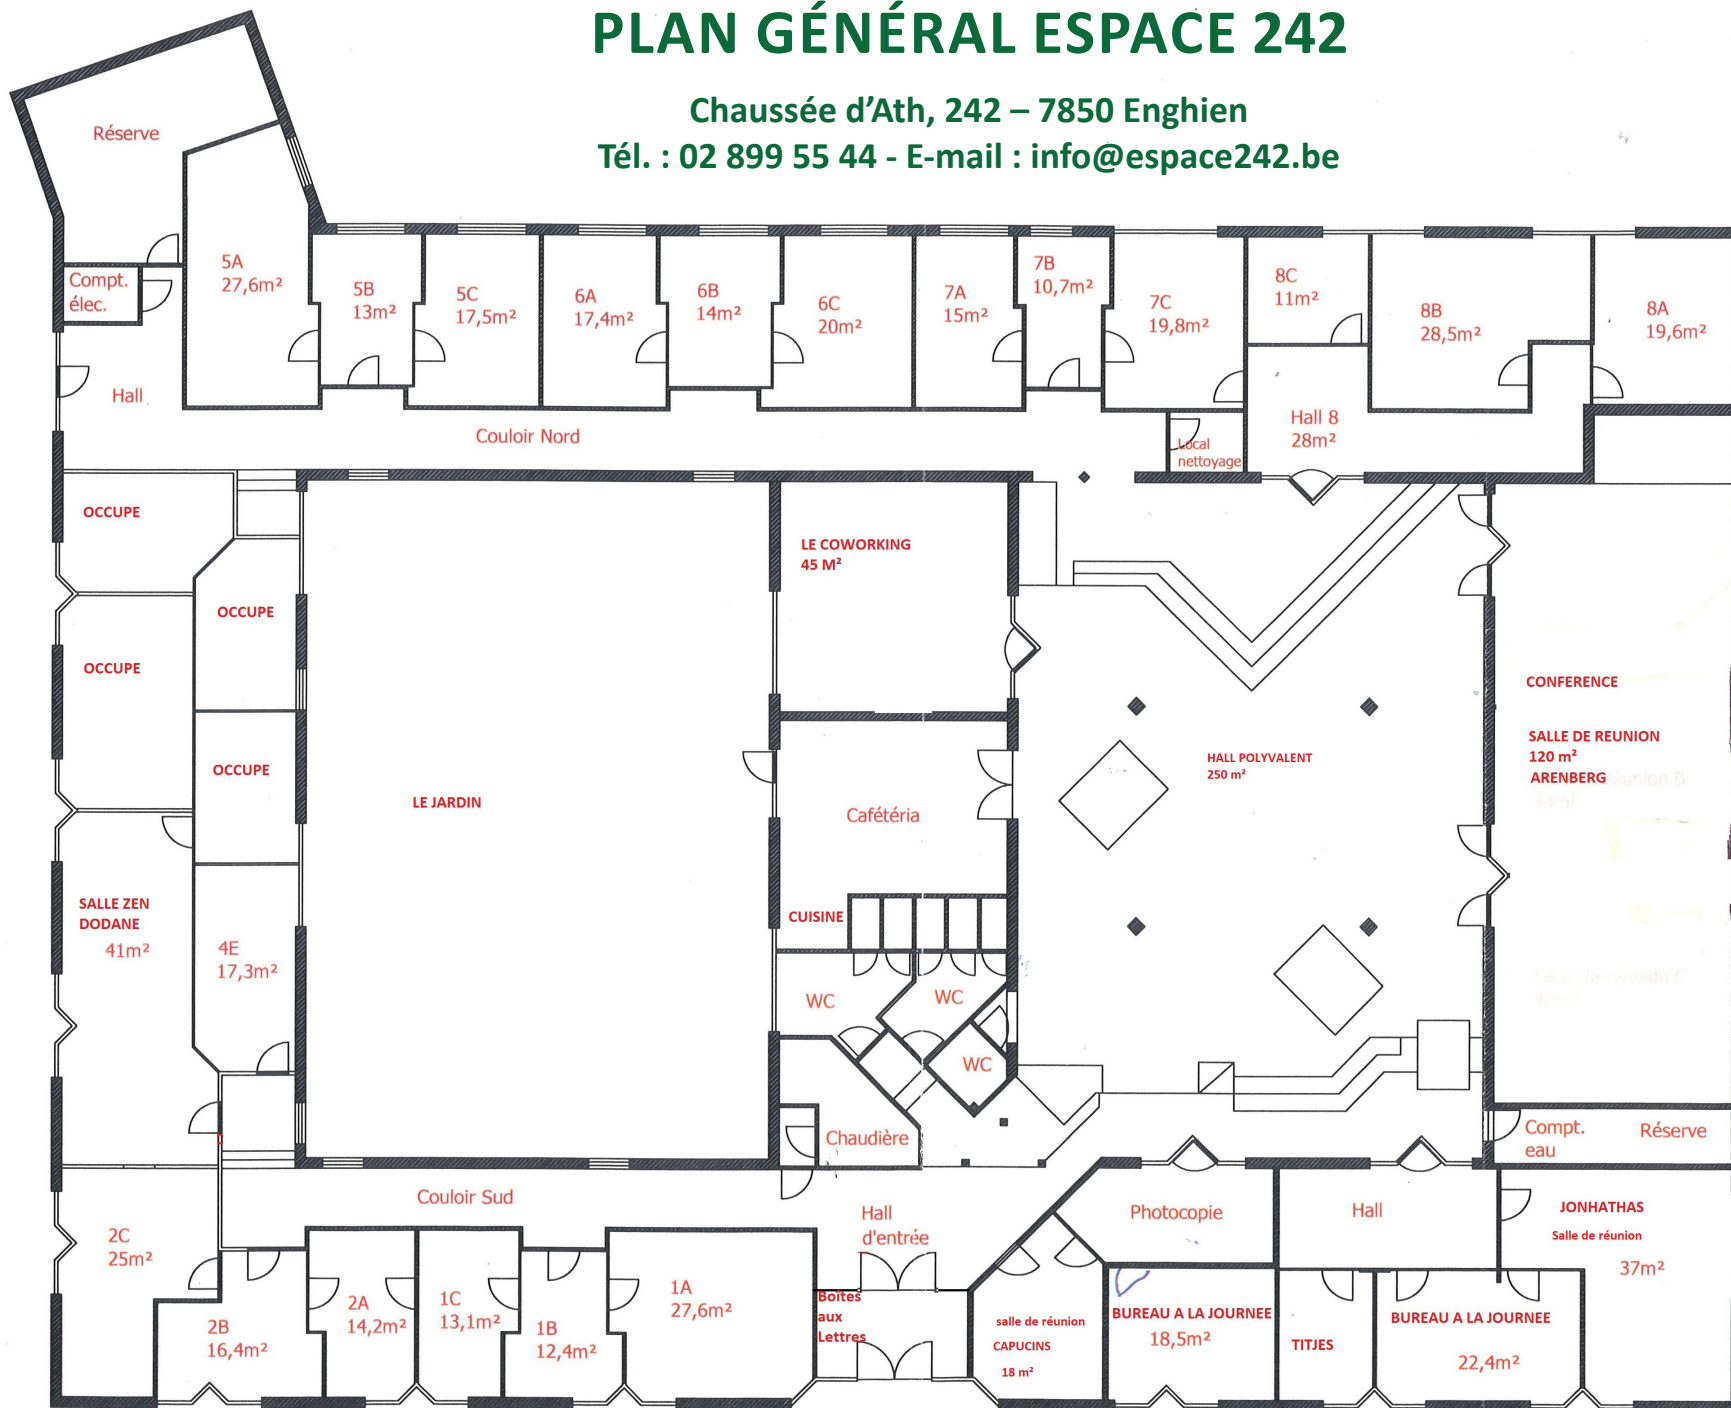 PLAN GÉNÉRAL ESPACE 242
Chaussée d'Ath, 242 – 7850 Enghien
Tél. : 02 899 55 44 - E-mail : info@espace242.be
Réserve
Compt.
élec.
5A
27,6m²
5B
13m²
5C
17,5m²
6A
17,4m²
6B
14m²
6C
20m²
7A
15m²
7B
10,7m²
7C
19,8m²
8C
11m²
8B
28,5m²
8A
19,6m²
Hall
Couloir Nord
Local
nettoyage
Hall 8
28m²
OCCUPE
OCCUPE
OCCUPE
OCCUPE
LE COWORKING
45 M²
LE JARDIN
Cafétéria
HALL POLYVALENT
250 m²
CONFERENCE
SALLE DE REUNION
120 m²
ARENBERG
SALLE ZEN
DODANE
41m²
4E
17,3m²
CUISINE
WC
WC
WC
Chaudière
Compt.
eau
Réserve
Couloir Sud
Hall
d'entrée
Photocopie
Hall
JONHATHAS
Salle de réunion
37m²
2C
25m²
2B
16,4m²
2A
14,2m²
1C
13,1m²
1B
12,4m²
1A
27,6m²
Boîtes
aux
Lettres
salle de réunion
CAPUCINS
18 m²
BUREAU A LA JOURNEE
18,5m²
TITJES
BUREAU A LA JOURNEE
22,4m²